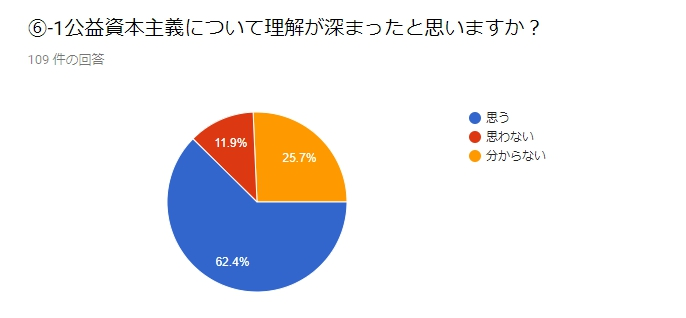 ⑥-1公益資本主義について理解が深まったと思いますか？
109 件の回答
思う
思わない
分からない
11.9%
25.7%
62.4%